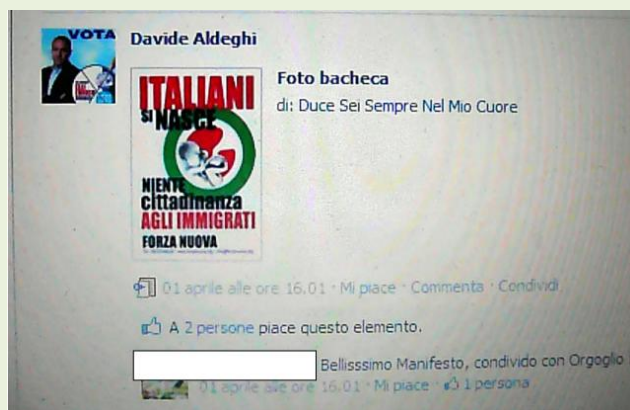 VOTA
Davide Aldeghi
Foto bacheca
di: Duce Sei Sempre Nel Mio Cuore
ITALIANI
SI NASCE
NIENTE
cittadinanza
AGLI IMMIGRATI
FORZA NUOVA
01 aprile alle ore 16.01 · Mi piace · Commenta · Condividi
A 2 persone piace questo elemento.
Bellisssimo Manifesto, condivido con Orgoglio
01 aprile alle ore 16.01 · Mi piace · 1 persona